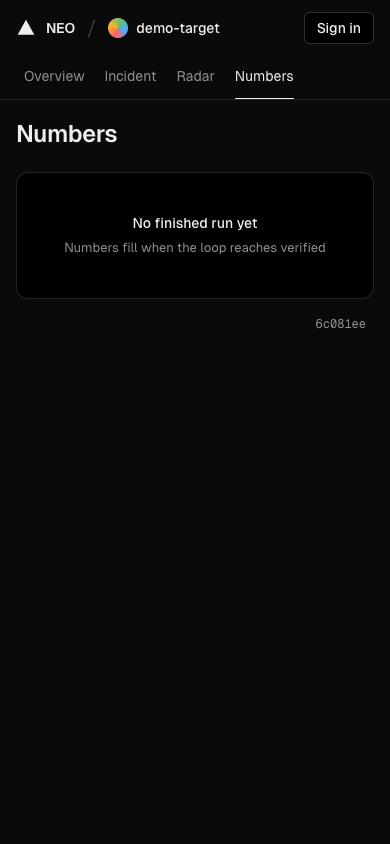 NEO / demo-target Sign in
Overview Incident Radar Numbers
Numbers
No finished run yet
Numbers fill when the loop reaches verified
6c081ee